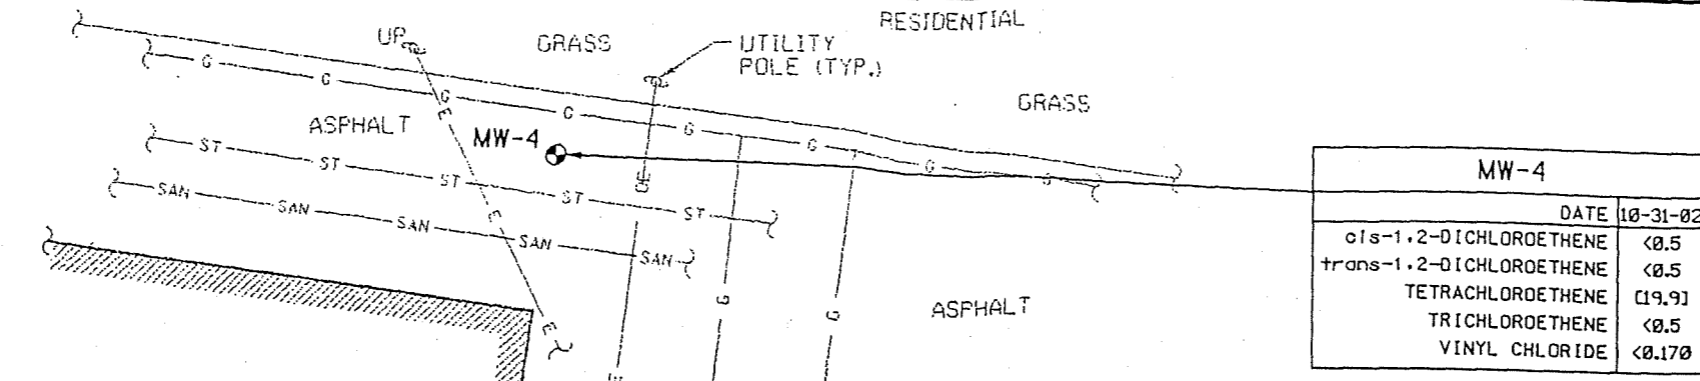 RESIDENTIAL
UP
GRASS
UTILITY
POLE (TYP.)
GRASS
G G G G G G G G
ASPHALT
E
MW-4
ST ST ST ST ST
E
SAN SAN SAN SAN SAN
G G
ASPHALT
E
E
MW-4
DATE 10-31-02
cis-1,2-DICHLOROETHENE <0.5
trans-1,2-DICHLOROETHENE <0.5
TETRACHLOROETHENE [19.9]
TRICHLOROETHENE <0.5
VINYL CHLORIDE <0.170